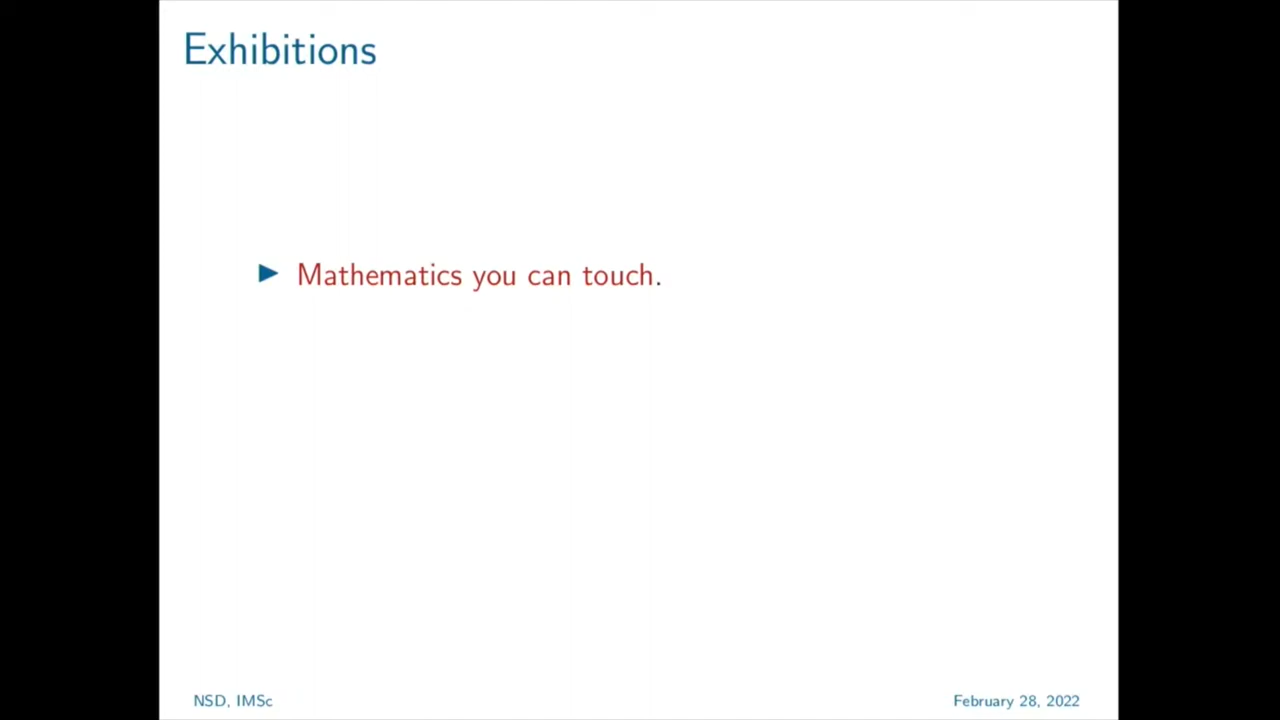 Exhibitions
▶ Mathematics you can touch.
NSD, IMSc
February 28, 2022